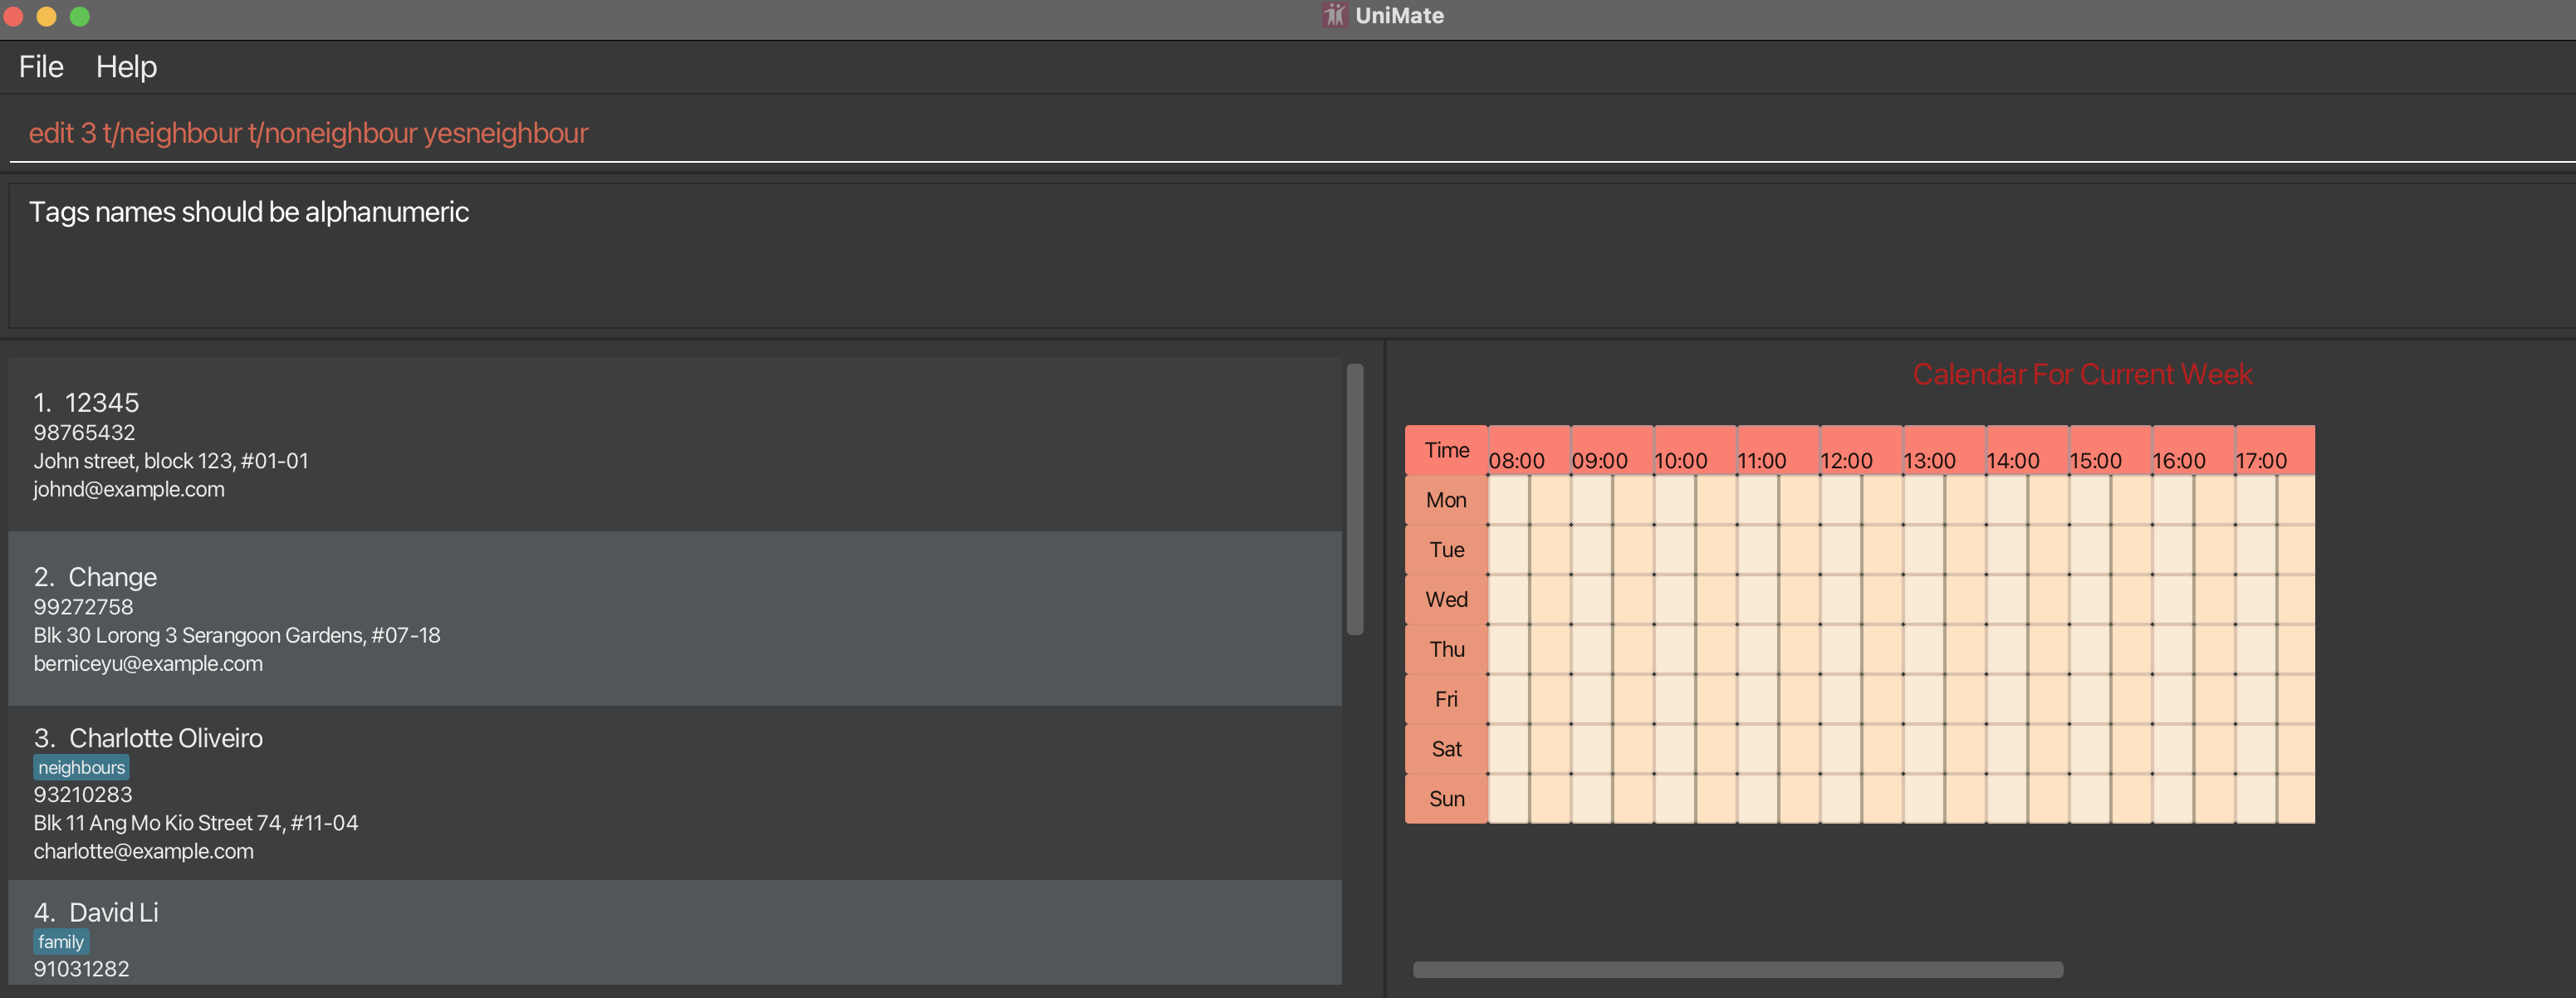 UniMate
File Help
edit 3 t/neighbour t/noneighbour yesneighbour
Tags names should be alphanumeric
1. 12345
98765432
John street, block 123, #01-01
johnd@example.com
2. Change
99272758
Blk 30 Lorong 3 Serangoon Gardens, #07-18
berniceyu@example.com
3. Charlotte Oliveiro
neighbours
93210283
Blk 11 Ang Mo Kio Street 74, #11-04
charlotte@example.com
4. David Li
family
91031282
Calendar For Current Week
Time 08:00 09:00 10:00 11:00 12:00 13:00 14:00 15:00 16:00 17:00
Mon
Tue
Wed
Thu
Fri
Sat
Sun